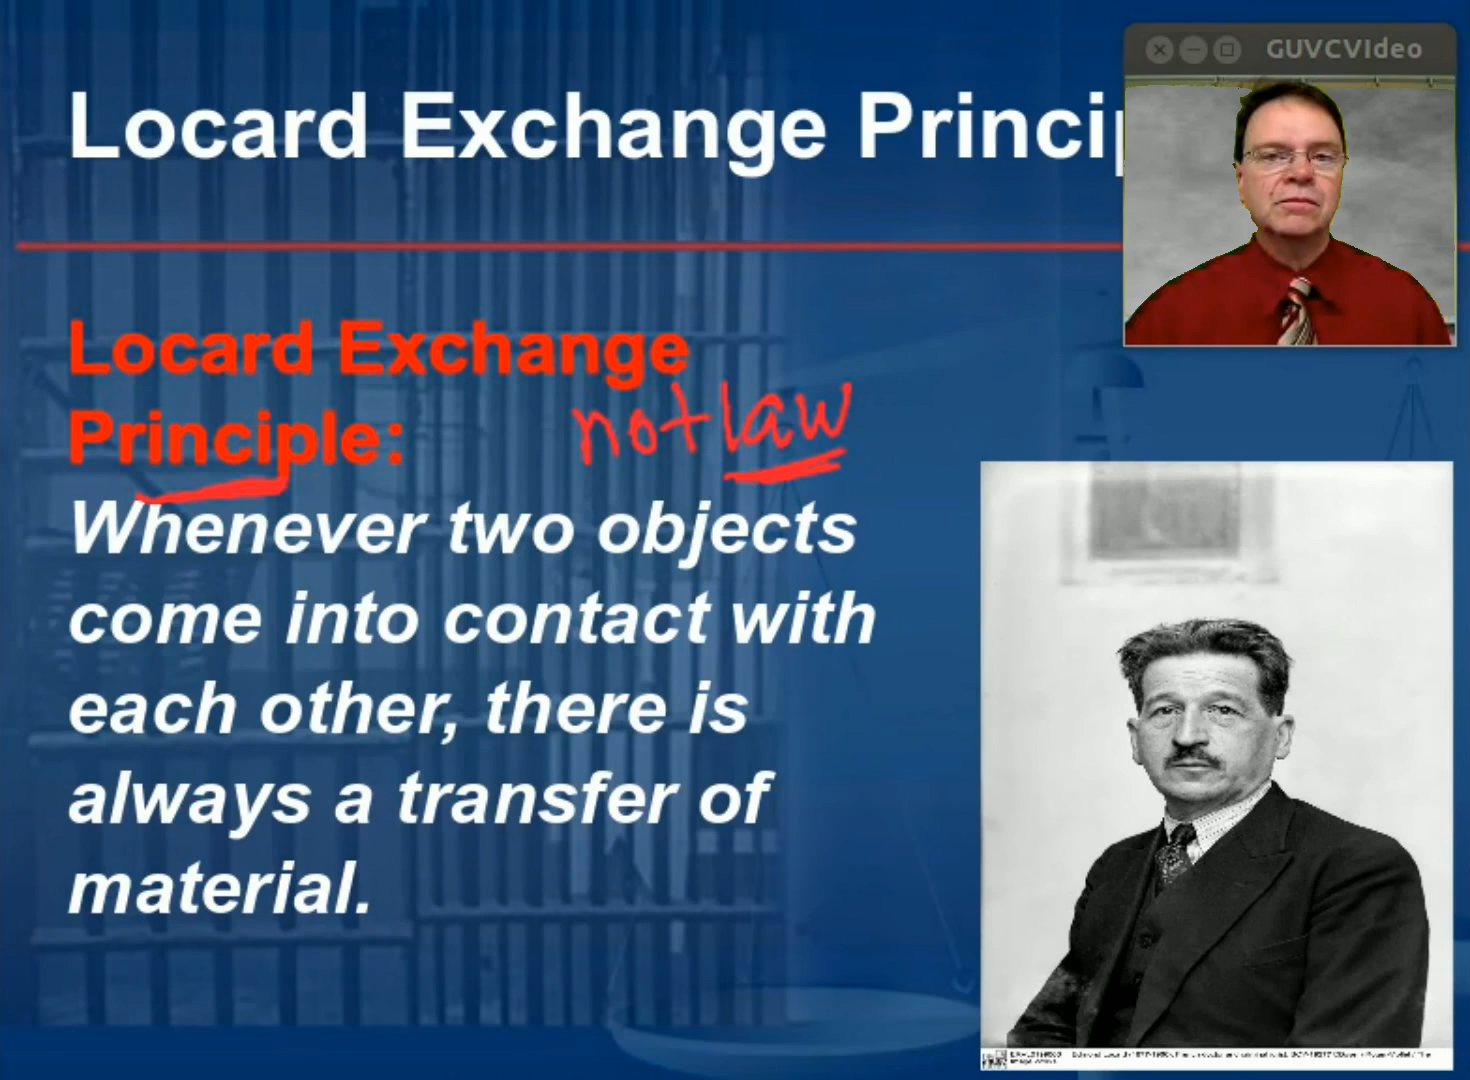 GUVCVIdeo
Locard Exchange Princip
Locard Exchange
Principle:
not law
Whenever two objects
come into contact with
each other, there is
always a transfer of
material.